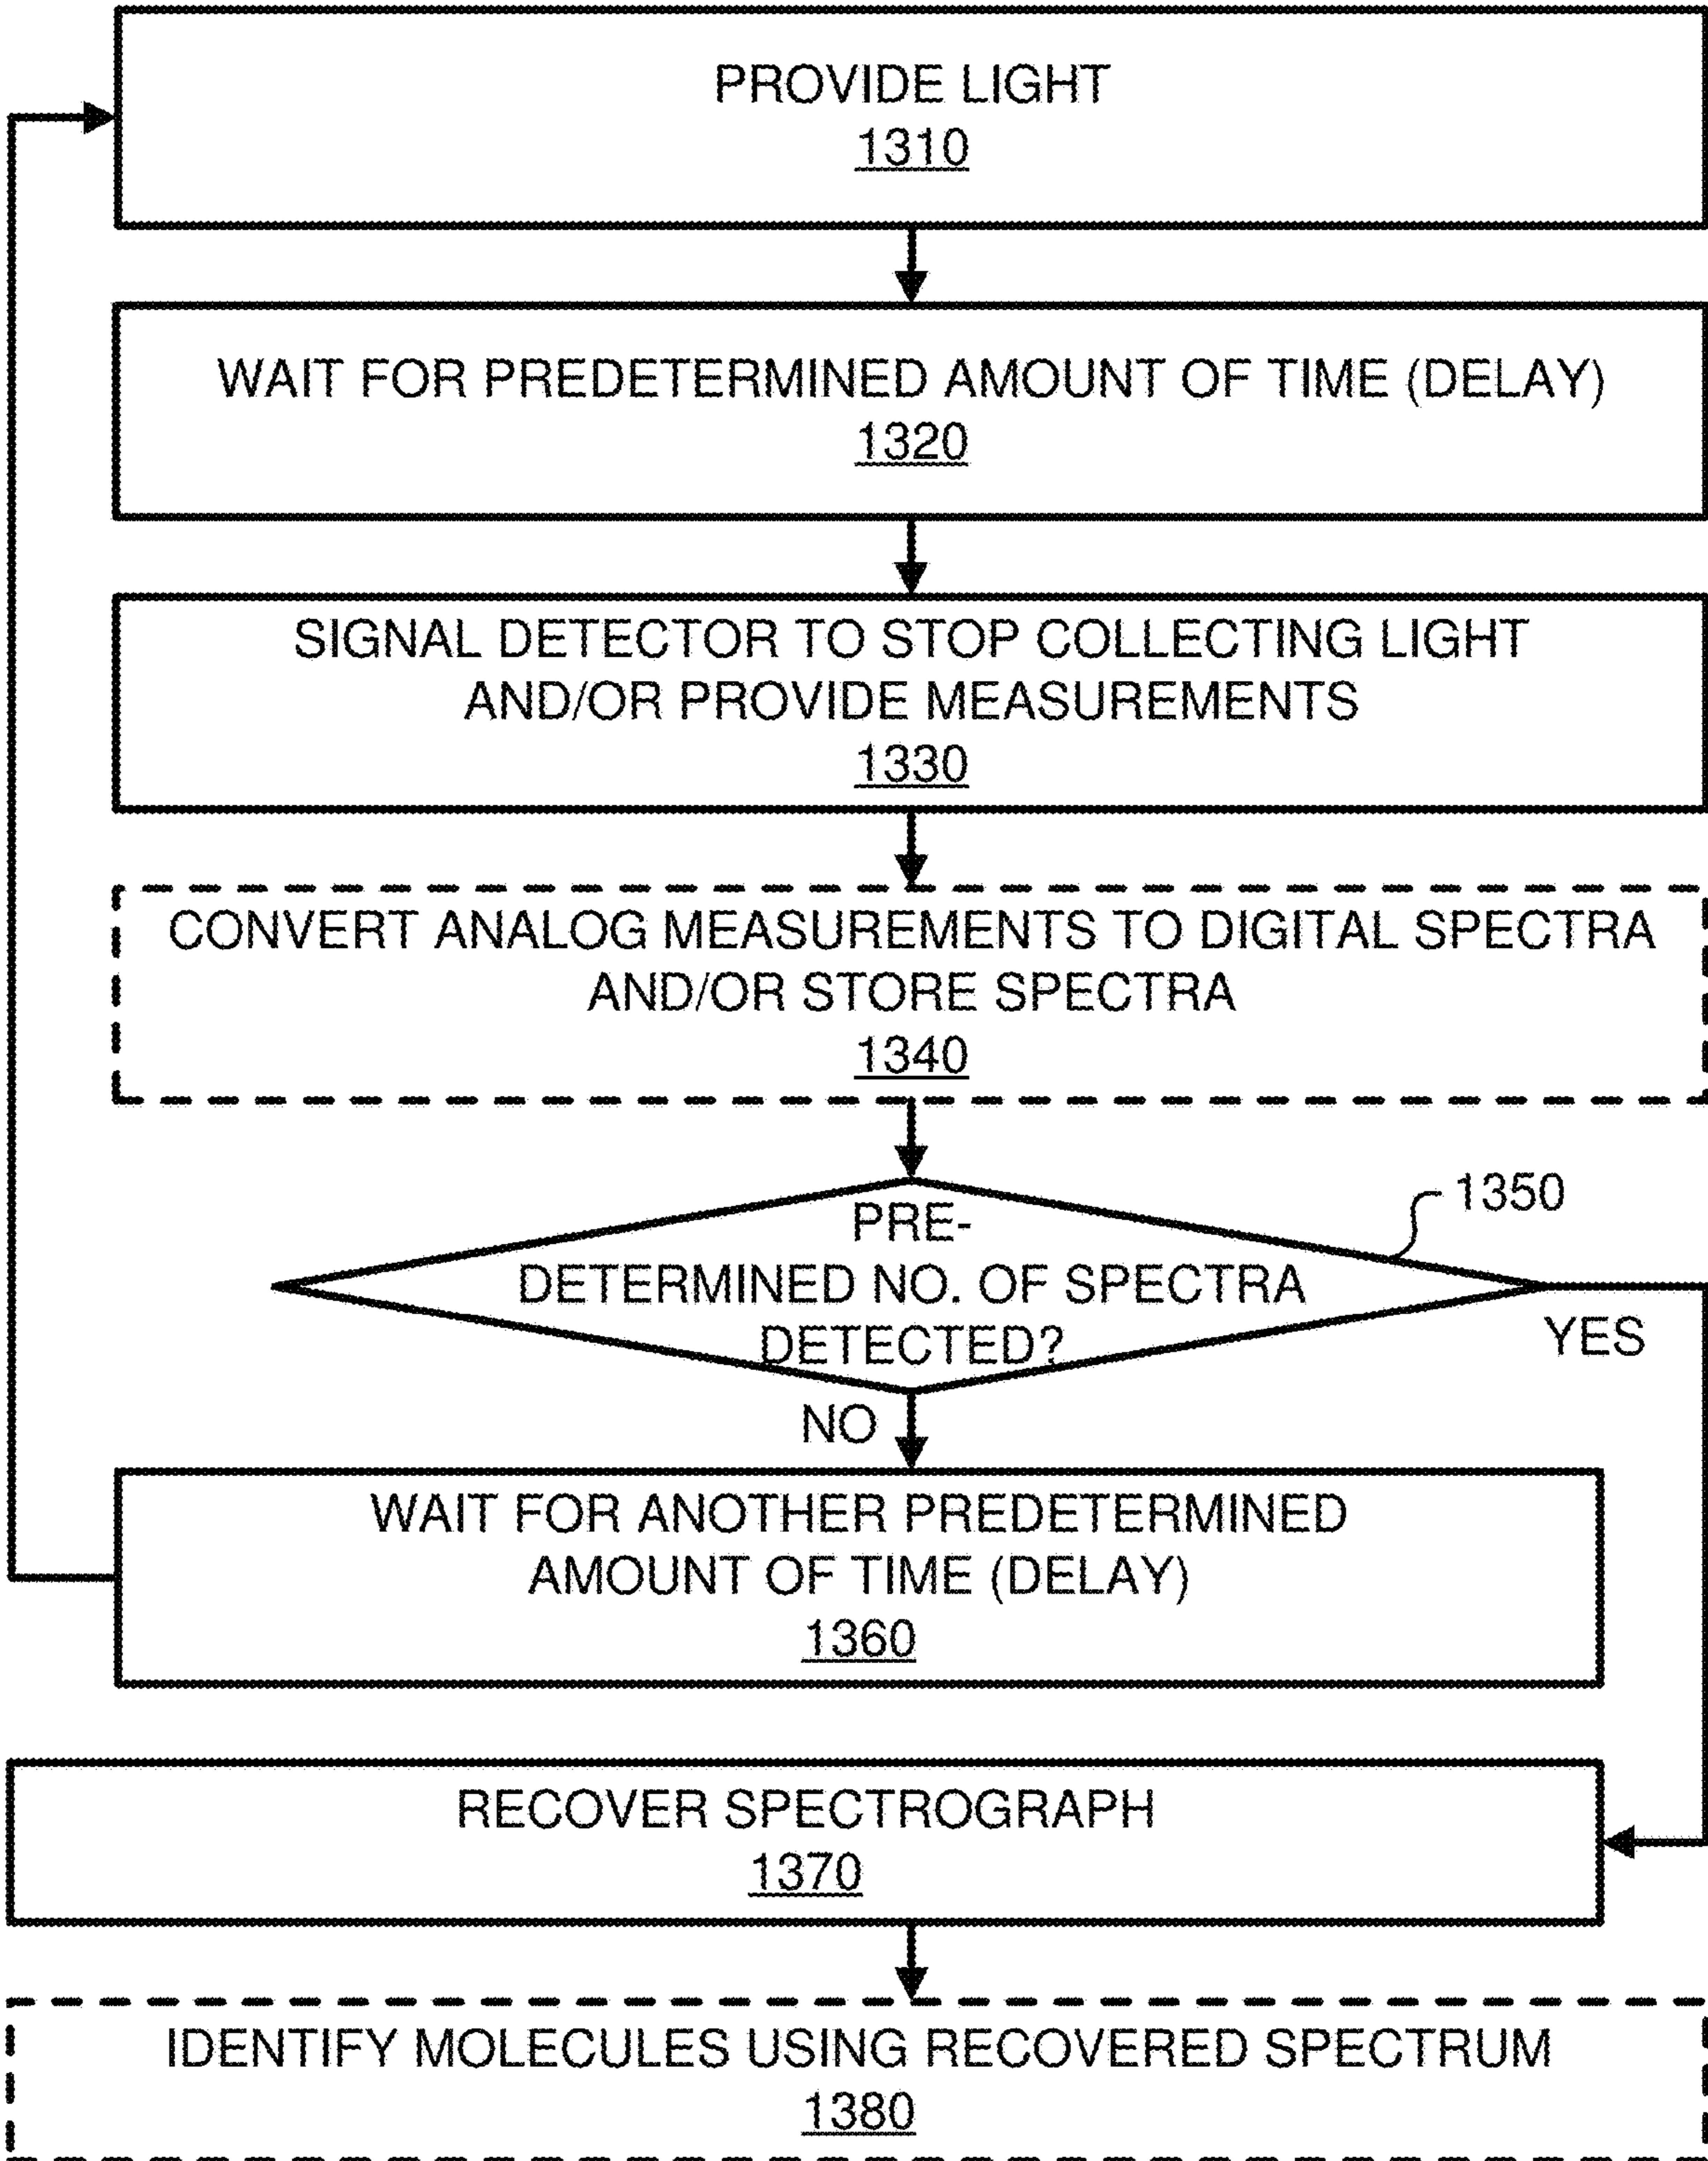 PROVIDE LIGHT
1310
WAIT FOR PREDETERMINED AMOUNT OF TIME (DELAY)
1320
SIGNAL DETECTOR TO STOP COLLECTING LIGHT
AND/OR PROVIDE MEASUREMENTS
1330
CONVERT ANALOG MEASUREMENTS TO DIGITAL SPECTRA
AND/OR STORE SPECTRA
1340
1350
PRE-
DETERMINED NO. OF SPECTRA
DETECTED?
YES
NO
WAIT FOR ANOTHER PREDETERMINED
AMOUNT OF TIME (DELAY)
1360
RECOVER SPECTROGRAPH
1370
IDENTIFY MOLECULES USING RECOVERED SPECTRUM
1380